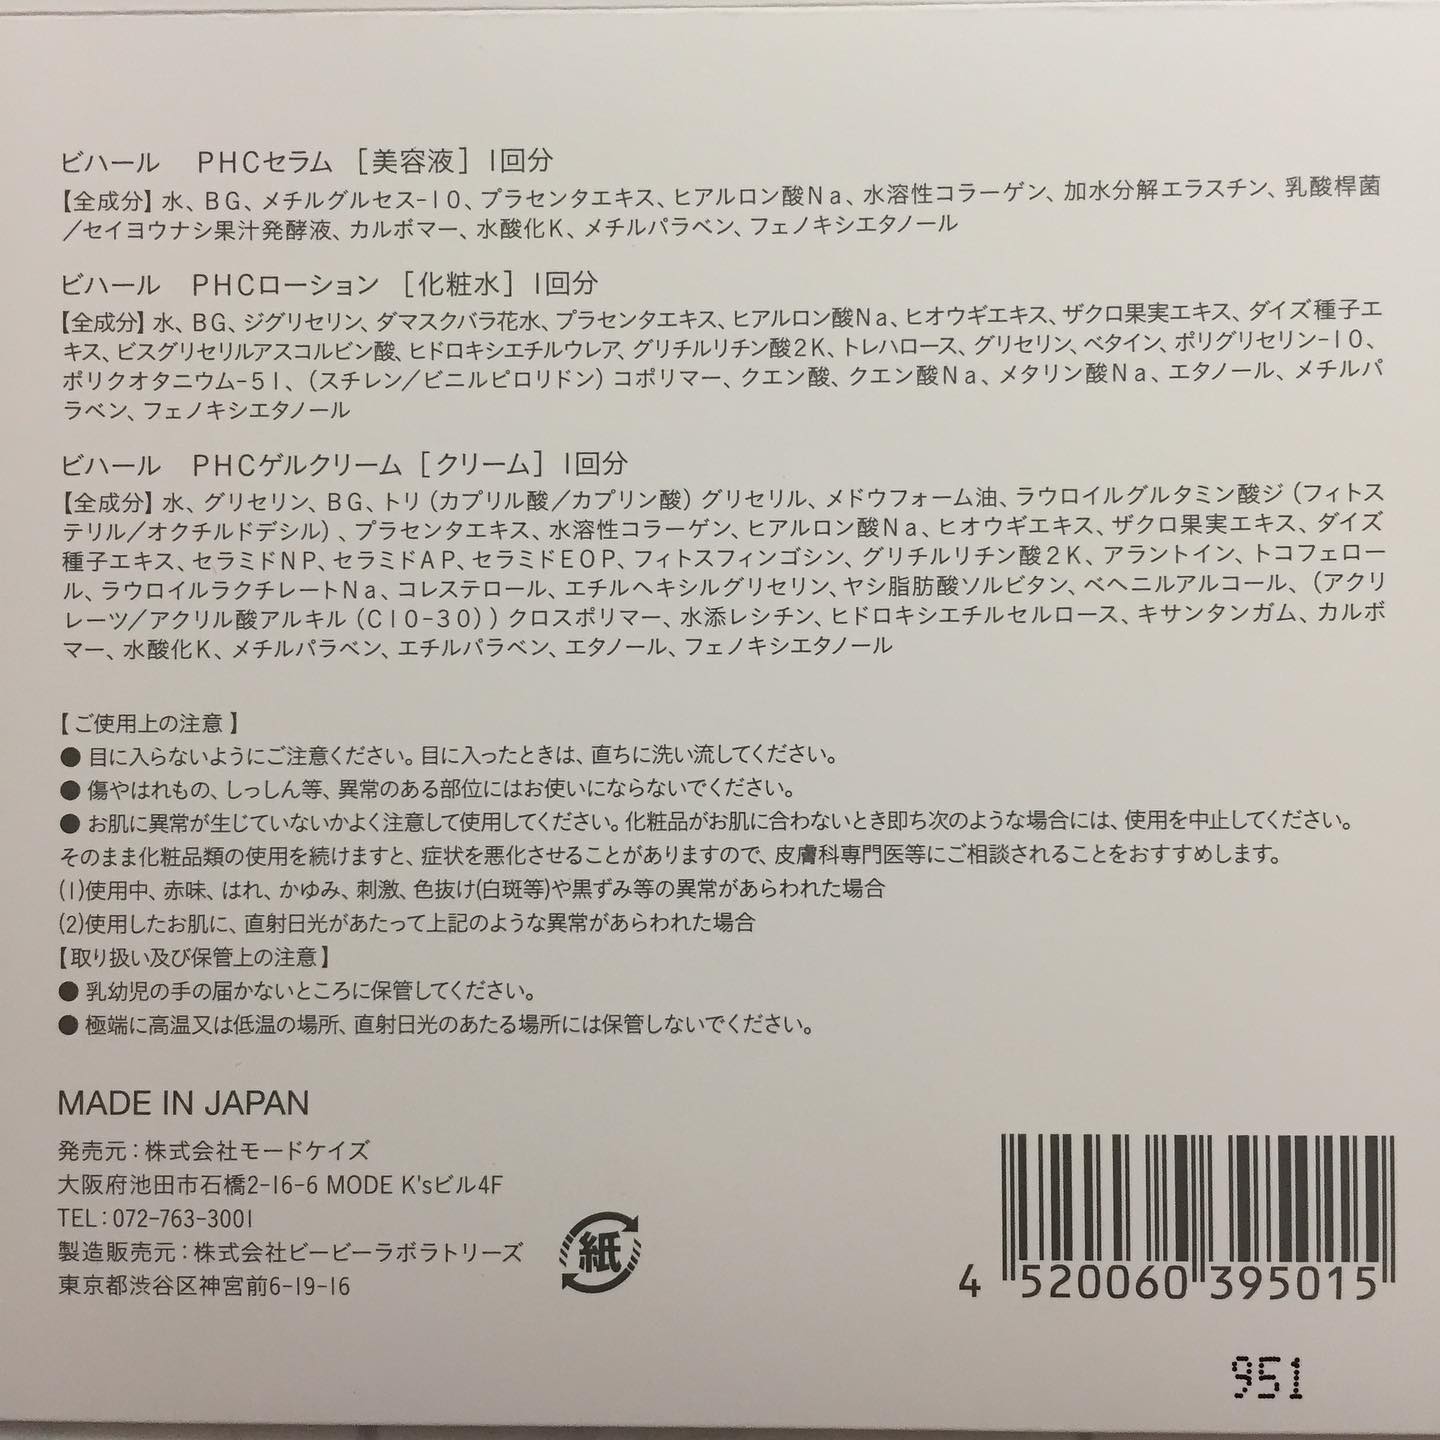 ビハール　PHCセラム［美容液］1回分
【全成分】水、BG、メチルグルセス-10、プラセンタエキス、ヒアルロン酸Na、水溶性コラーゲン、加水分解エラスチン、乳酸桿菌
／セイヨウナシ果汁発酵液、カルボマー、水酸化K、メチルパラベン、フェノキシエタノール
ビハール　PHCローション［化粧水］1回分
【全成分】水、BG、ジグリセリン、ダマスクバラ花水、プラセンタエキス、ヒアルロン酸Na、ヒオウギエキス、ザクロ果実エキス、ダイズ種子エ
キス、ビスグリセリルアスコルビン酸、ヒドロキシエチルウレア、グリチルリチン酸2K、トレハロース、グリセリン、ベタイン、ポリグリセリン-10、
ポリクオタニウム-51、（スチレン／ビニルピロリドン）コポリマー、クエン酸、クエン酸Na、メタリン酸Na、エタノール、メチルパ
ラベン、フェノキシエタノール
ビハール　PHCゲルクリーム［クリーム］1回分
【全成分】水、グリセリン、BG、トリ（カプリル酸／カプリン酸）グリセリル、メドウフォーム油、ラウロイルグルタミン酸ジ（フィトス
テリル／オクチルドデシル）、プラセンタエキス、水溶性コラーゲン、ヒアルロン酸Na、ヒオウギエキス、ザクロ果実エキス、ダイズ
種子エキス、セラミドNP、セラミドAP、セラミドEOP、フィトスフィンゴシン、グリチルリチン酸2K、アラントイン、トコフェロー
ル、ラウロイルラクチレートNa、コレステロール、エチルヘキシルグリセリン、ヤシ脂肪酸ソルビタン、ベヘニルアルコール、（アクリ
レーツ／アクリル酸アルキル（C10-30））クロスポリマー、水添レシチン、ヒドロキシエチルセルロース、キサンタンガム、カルボ
マー、水酸化K、メチルパラベン、エチルパラベン、エタノール、フェノキシエタノール
【ご使用上の注意】
●目に入らないようにご注意ください。目に入ったときは、直ちに洗い流してください。
●傷やはれもの、しっしん等、異常のある部位にはお使いにならないでください。
●お肌に異常が生じていないかよく注意して使用してください。化粧品がお肌に合わないとき即ち次のような場合には、使用を中止してください。
そのまま化粧品類の使用を続けますと、症状を悪化させることがありますので、皮膚科専門医等にご相談されることをおすすめします。
(1)使用中、赤味、はれ、かゆみ、刺激、色抜け(白斑等)や黒ずみ等の異常があらわれた場合
(2)使用したお肌に、直射日光があたって上記のような異常があらわれた場合
【取り扱い及び保管上の注意】
●乳幼児の手の届かないところに保管してください。
●極端に高温又は低温の場所、直射日光のあたる場所には保管しないでください。
MADE IN JAPAN
発売元：株式会社モードケイズ
大阪府池田市石橋2-16-6 MODE K'sビル4F
TEL：072-763-3001
製造販売元：株式会社ビービーラボラトリーズ
東京都渋谷区神宮前6-19-16
紙
4 520060 395015
951